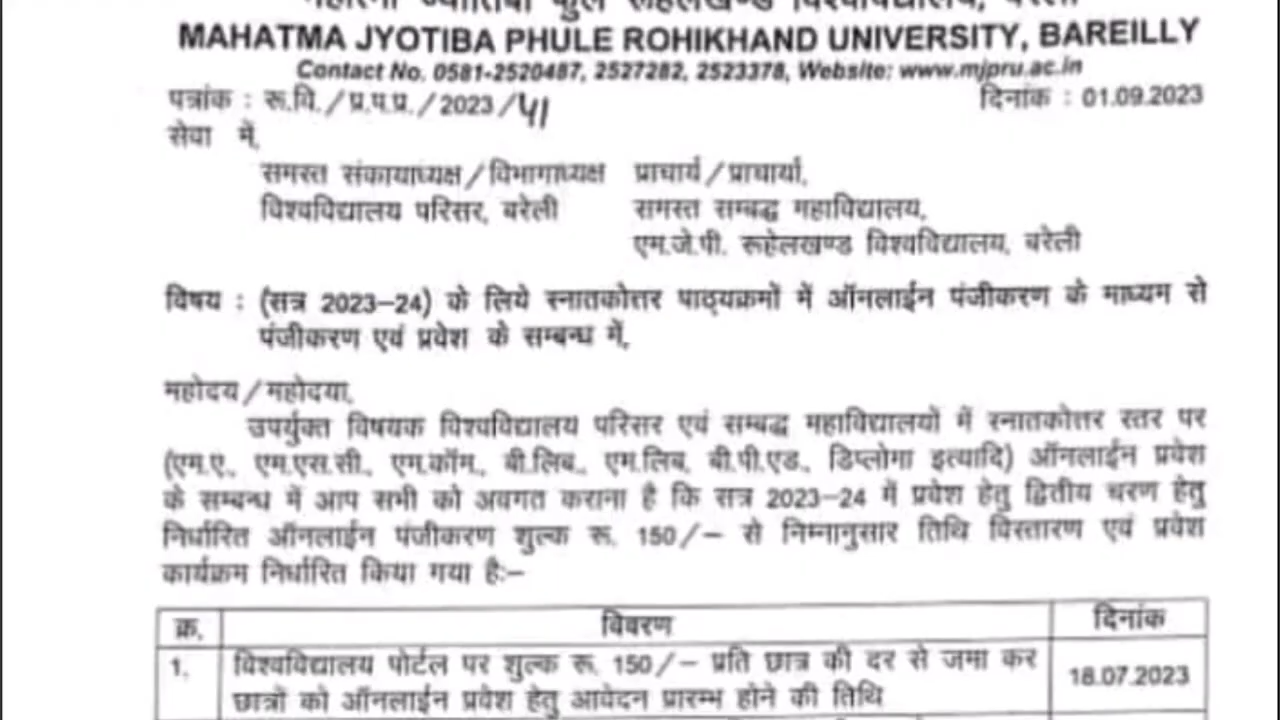 महात्मा ज्योतिबा फुले रूहेलखण्ड विश्वविद्यालय, बरेली
MAHATMA JYOTIBA PHULE ROHIKHAND UNIVERSITY, BAREILLY
Contact No. 0581-2520487, 2527282, 2523378, Website: www.mjpru.ac.in
पत्रांक : रू.वि./प्र.प.प्र./2023/41 दिनांक : 01.09.2023
सेवा में,
समस्त संकायाध्यक्ष/विभागाध्यक्ष प्राचार्य/प्राचार्या,
विश्वविद्यालय परिसर, बरेली समस्त सम्बद्ध महाविद्यालय,
एम.जे.पी. रूहेलखण्ड विश्वविद्यालय, बरेली
विषय : (सत्र 2023-24) के लिये स्नातकोत्तर पाठ्यक्रमों में ऑनलाईन पंजीकरण के माध्यम से
पंजीकरण एवं प्रवेश के सम्बन्ध में,
महोदय/महोदया,
उपर्युक्त विषयक विश्वविद्यालय परिसर एवं सम्बद्ध महाविद्यालयों में स्नातकोत्तर स्तर पर
(एम.ए., एम.एस.सी., एम.कॉम., बी.लिब., एम.लिब, बी.पी.एड., डिप्लोमा इत्यादि) ऑनलाईन प्रवेश
के सम्बन्ध में आप सभी को अवगत कराना है कि सत्र 2023-24 में प्रवेश हेतु द्वितीय चरण हेतु
निर्धारित ऑनलाईन पंजीकरण शुल्क रू. 150/- से निम्नानुसार तिथि विस्तारण एवं प्रवेश
कार्यक्रम निर्धारित किया गया है:-
क्र. विवरण दिनांक
1. विश्वविद्यालय पोर्टल पर शुल्क रू. 150/- प्रति छात्र की दर से जमा कर 18.07.2023
छात्रों को ऑनलाईन प्रवेश हेतु आवेदन प्रारम्भ होने की तिथि